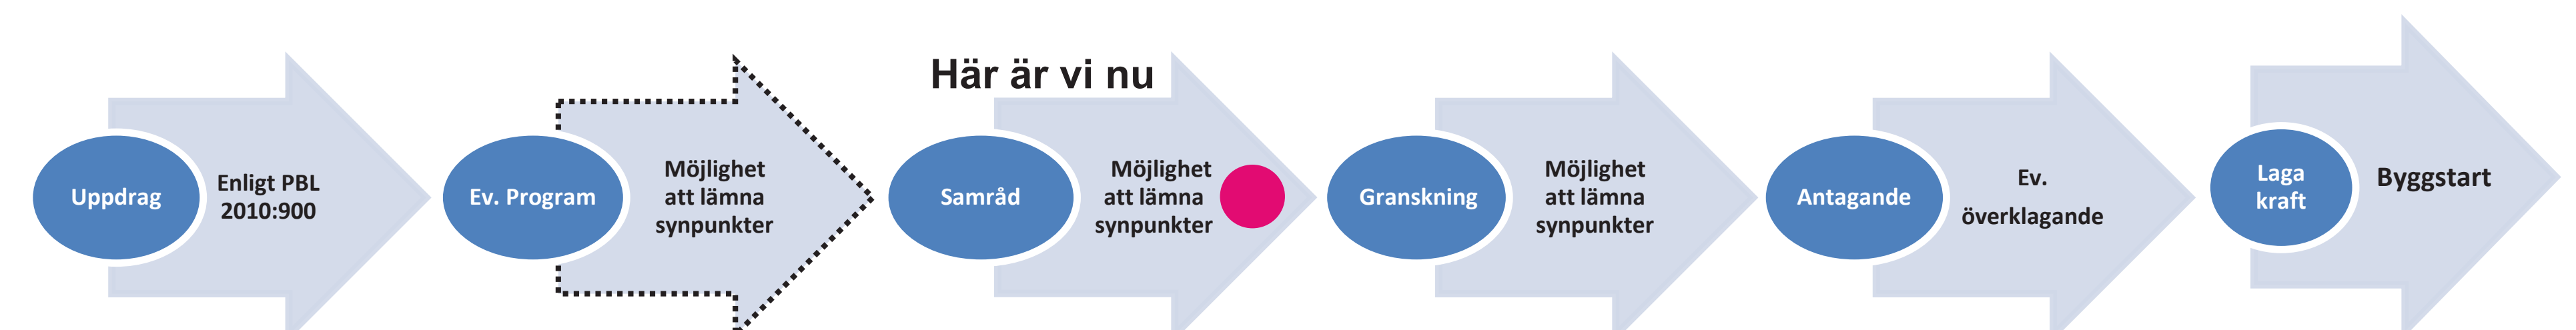 Här är vi nu
Uppdrag
Enligt PBL
2010:900
Ev. Program
Möjlighet
att lämna
synpunkter
Samråd
Möjlighet
att lämna
synpunkter
Granskning
Möjlighet
att lämna
synpunkter
Antagande
Ev.
överklagande
Laga
kraft
Byggstart